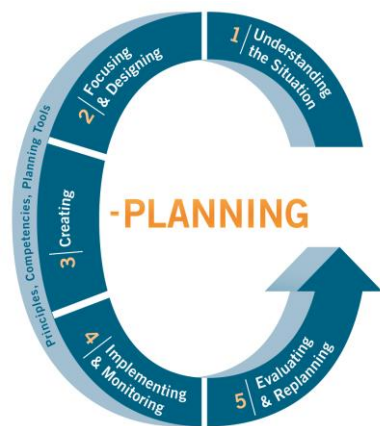 1 Understanding
the Situation
2 Focusing
& Designing
3 Creating
4 Implementing
& Monitoring
5 Evaluating
& Replanning
Principles, Competencies, Planning Tools
-PLANNING